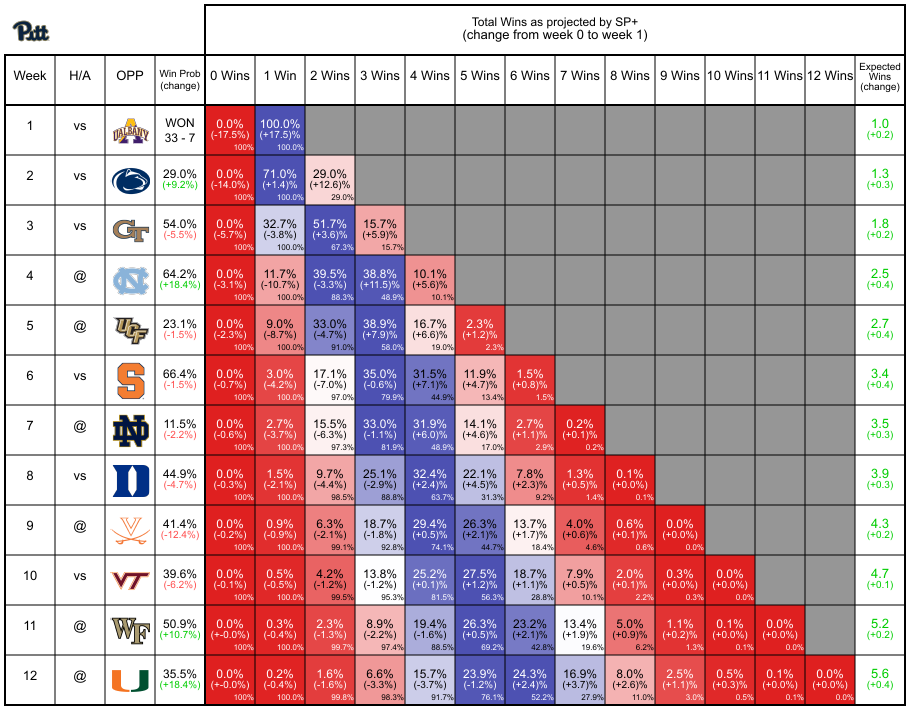 Pitt
Total Wins as projected by SP+
(change from week 0 to week 1)
Week H/A OPP Win Prob (change) 0 Wins 1 Win 2 Wins 3 Wins 4 Wins 5 Wins 6 Wins 7 Wins 8 Wins 9 Wins 10 Wins 11 Wins 12 Wins Expected Wins (change)
1 vs UALBANY WON 0.0% 100.0% 1.0
33 - 7 (-17.5%) (+17.5)% (+0.2)
100% 100.0%
2 vs 29.0% 0.0% 71.0% 29.0% 1.3
(+9.2%) (-14.0%) (+1.4)% (+12.6)% (+0.3)
100% 100.0% 29.0%
3 vs GT 54.0% 0.0% 32.7% 51.7% 15.7% 1.8
(-5.5%) (-5.7%) (-3.8%) (+3.6)% (+5.9)% (+0.2)
100% 100.0% 67.3% 15.7%
4 @ NC 64.2% 0.0% 11.7% 39.5% 38.8% 10.1% 2.5
(+18.4%) (-3.1%) (-10.7%) (-3.3%) (+11.5)% (+5.6)% (+0.4)
100% 100.0% 88.3% 48.9% 10.1%
5 @ UCF 23.1% 0.0% 9.0% 33.0% 38.9% 16.7% 2.3% 2.7
(-1.5%) (-2.3%) (-8.7%) (-4.7%) (+7.9)% (+6.6)% (+1.2)% (+0.4)
100% 100.0% 91.0% 58.0% 19.0% 2.3%
6 vs S 66.4% 0.0% 3.0% 17.1% 35.0% 31.5% 11.9% 1.5% 3.4
(-1.5%) (-0.7%) (-4.2%) (-7.0%) (-0.6%) (+7.1)% (+4.7)% (+0.8)% (+0.4)
100% 100.0% 97.0% 79.9% 44.9% 13.4% 1.5%
7 @ ND 11.5% 0.0% 2.7% 15.5% 33.0% 31.9% 14.1% 2.7% 0.2% 3.5
(-2.2%) (-0.6%) (-3.7%) (-6.3%) (-1.1%) (+6.0)% (+4.6)% (+1.1)% (+0.1)% (+0.3)
100% 100.0% 97.3% 81.9% 48.9% 17.0% 2.9% 0.2%
8 vs D 44.9% 0.0% 1.5% 9.7% 25.1% 32.4% 22.1% 7.8% 1.3% 0.1% 3.9
(-4.7%) (-0.3%) (-2.1%) (-4.4%) (-2.9%) (+2.4)% (+4.5)% (+2.3)% (+0.5)% (+0.0)% (+0.3)
100% 100.0% 98.5% 88.8% 63.7% 31.3% 9.2% 1.4% 0.1%
9 @ V 41.4% 0.0% 0.9% 6.3% 18.7% 29.4% 26.3% 13.7% 4.0% 0.6% 0.0% 4.3
(-12.4%) (-0.2%) (-0.9%) (-2.1%) (-1.8%) (+0.5)% (+2.1)% (+1.7)% (+0.6)% (+0.1)% (+0.0)% (+0.2)
100% 100.0% 99.1% 92.8% 74.1% 44.7% 18.4% 4.6% 0.6% 0.0%
10 vs VT 39.6% 0.0% 0.5% 4.2% 13.8% 25.2% 27.5% 18.7% 7.9% 2.0% 0.3% 0.0% 4.7
(-6.2%) (-0.1%) (-0.5%) (-1.2%) (-1.2%) (+0.1)% (+1.2)% (+1.1)% (+0.5)% (+0.1)% (+0.0)% (+0.0)% (+0.1)
100% 100.0% 99.5% 95.3% 81.5% 56.3% 28.8% 10.1% 2.2% 0.3% 0.0%
11 @ WF 50.9% 0.0% 0.3% 2.3% 8.9% 19.4% 26.3% 23.2% 13.4% 5.0% 1.1% 0.1% 0.0% 5.2
(+10.7%) (+-0.0%) (-0.4%) (-1.3%) (-2.2%) (-1.6%) (+0.5)% (+2.1)% (+1.9)% (+0.9)% (+0.2)% (+0.0)% (+0.0)% (+0.2)
100% 100.0% 99.7% 97.4% 88.5% 69.2% 42.8% 19.6% 6.2% 1.3% 0.1% 0.0%
12 @ U 35.5% 0.0% 0.2% 1.6% 6.6% 15.7% 23.9% 24.3% 16.9% 8.0% 2.5% 0.5% 0.1% 0.0% 5.6
(+18.4%) (+-0.0%) (-0.4%) (-1.6%) (-3.3%) (-3.7%) (-1.2%) (+2.4)% (+3.7)% (+2.6)% (+1.1)% (+0.3)% (+0.0)% (+0.0)% (+0.4)
100% 100.0% 99.8% 98.3% 91.7% 76.1% 52.2% 27.9% 11.0% 3.0% 0.5% 0.1% 0.0%